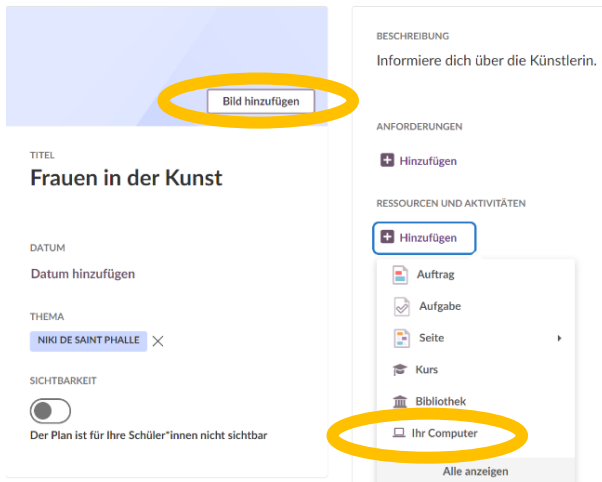 Bild hinzufügen
TITEL
Frauen in der Kunst
DATUM
Datum hinzufügen
THEMA
NIKI DE SAINT PHALLE
SICHTBARKEIT
Der Plan ist für Ihre Schüler*innen nicht sichtbar
BESCHREIBUNG
Informiere dich über die Künstlerin.
ANFORDERUNGEN
Hinzufügen
RESSOURCEN UND AKTIVITÄTEN
Hinzufügen
Auftrag
Aufgabe
Seite
Kurs
Bibliothek
Ihr Computer
Alle anzeigen